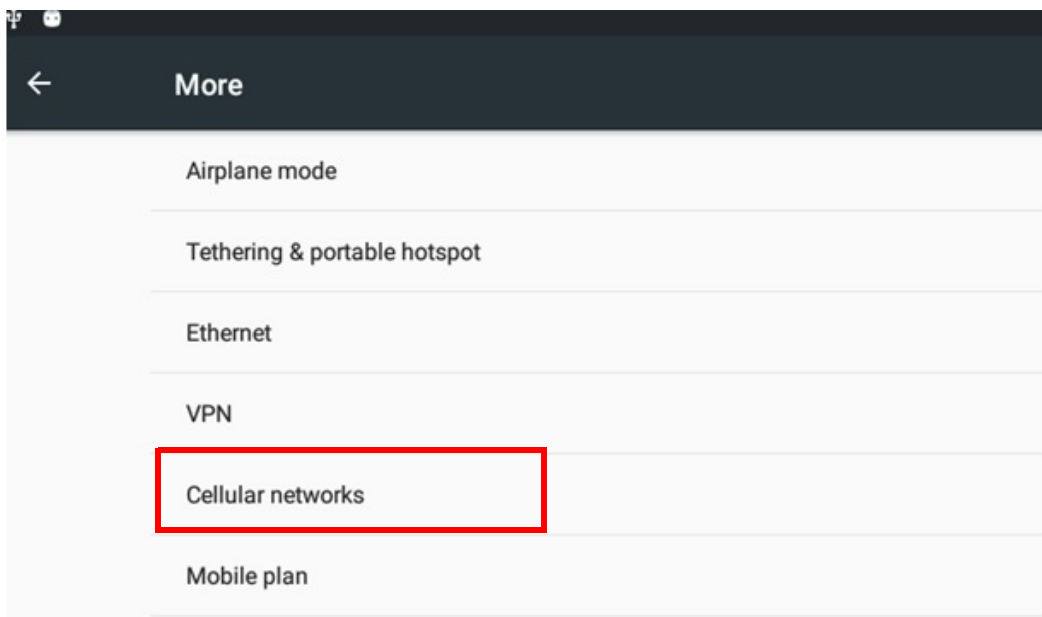 More
Airplane mode
Tethering & portable hotspot
Ethernet
VPN
Cellular networks
Mobile plan